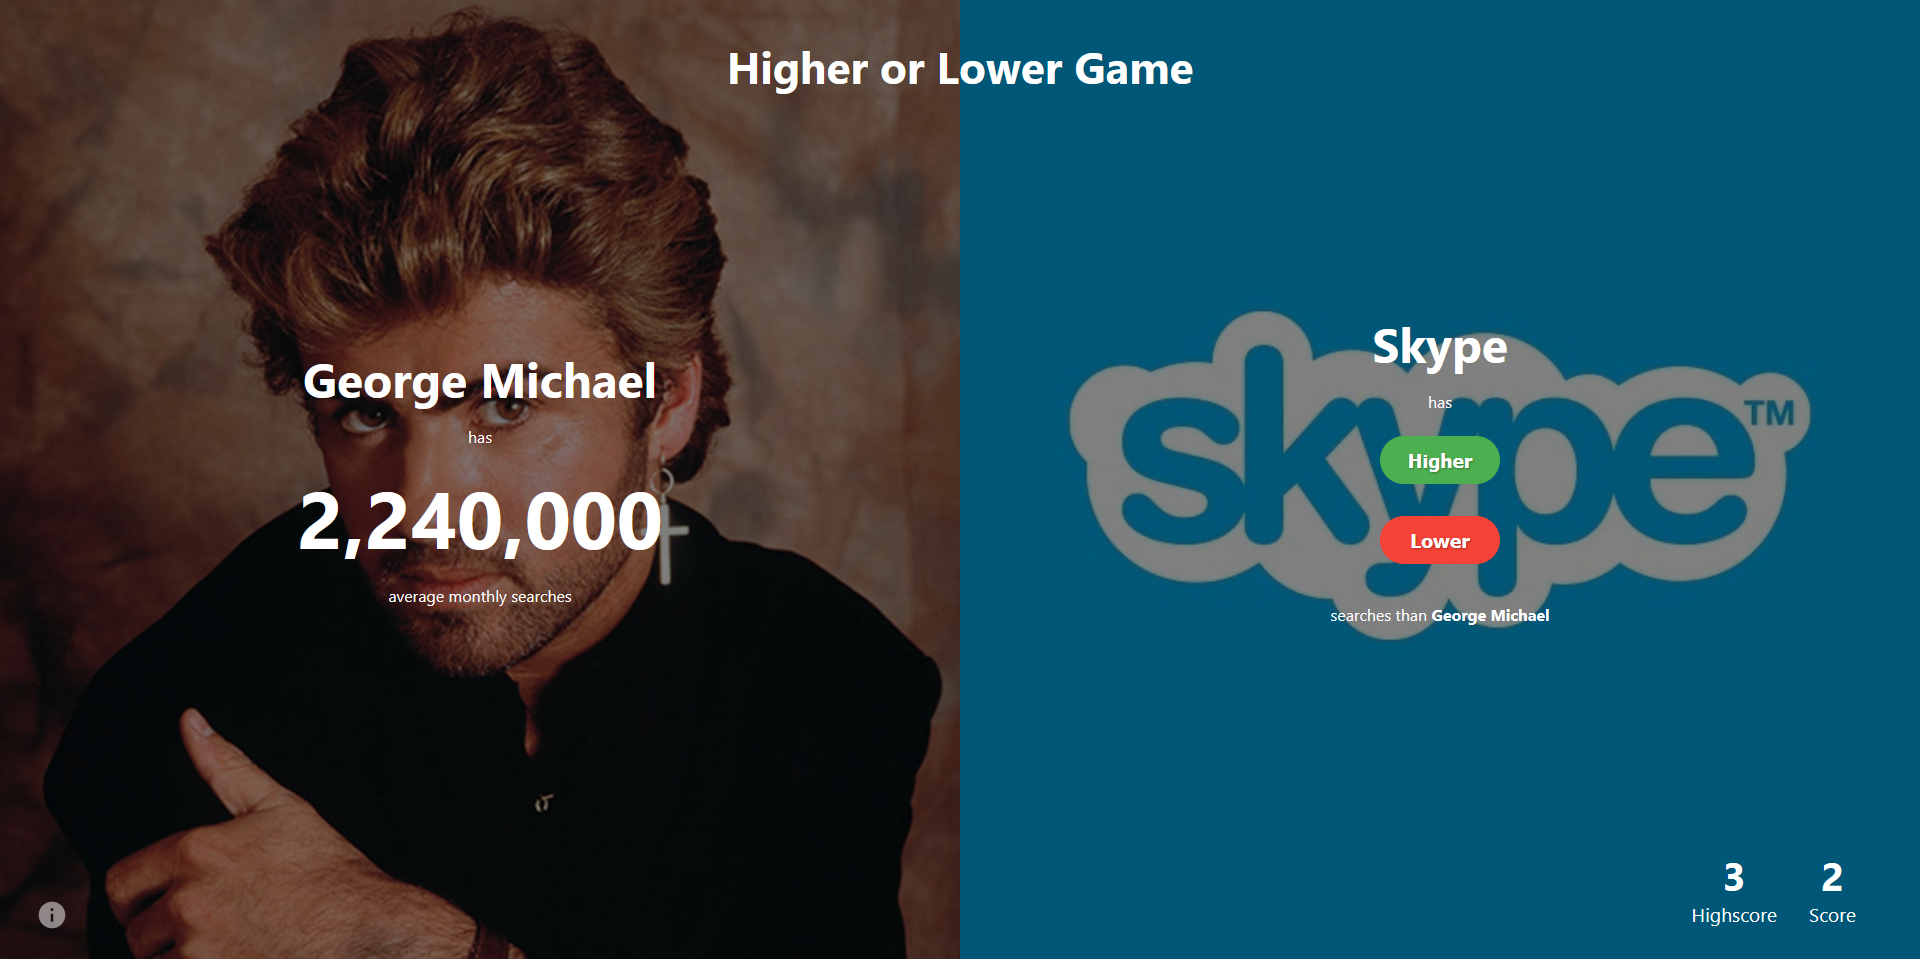 Higher or Lower Game
George Michael
has
2,240,000
average monthly searches
Skype
has
Higher
Lower
searches than George Michael
skype™
3
Highscore
2
Score